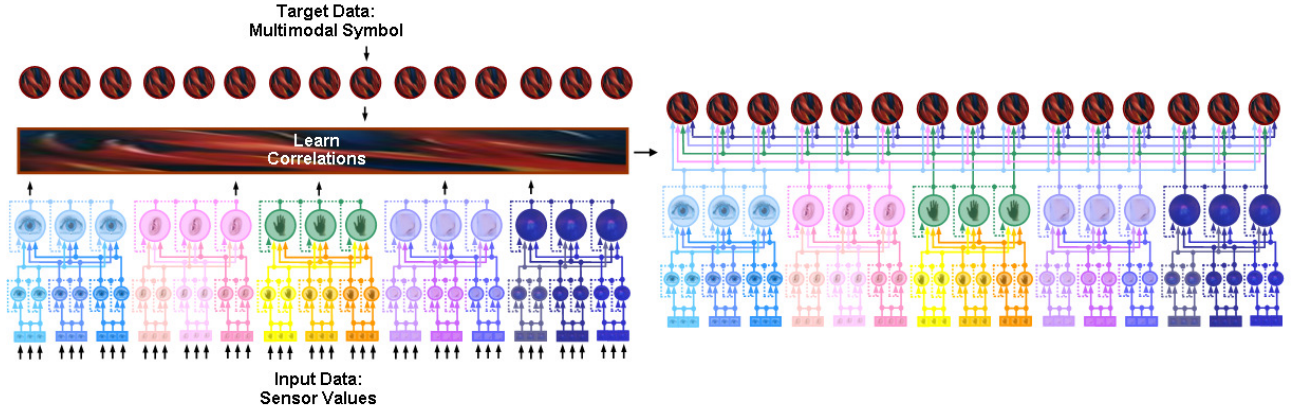 Target Data:
Multimodal Symbol
Learn
Correlations
Input Data:
Sensor Values